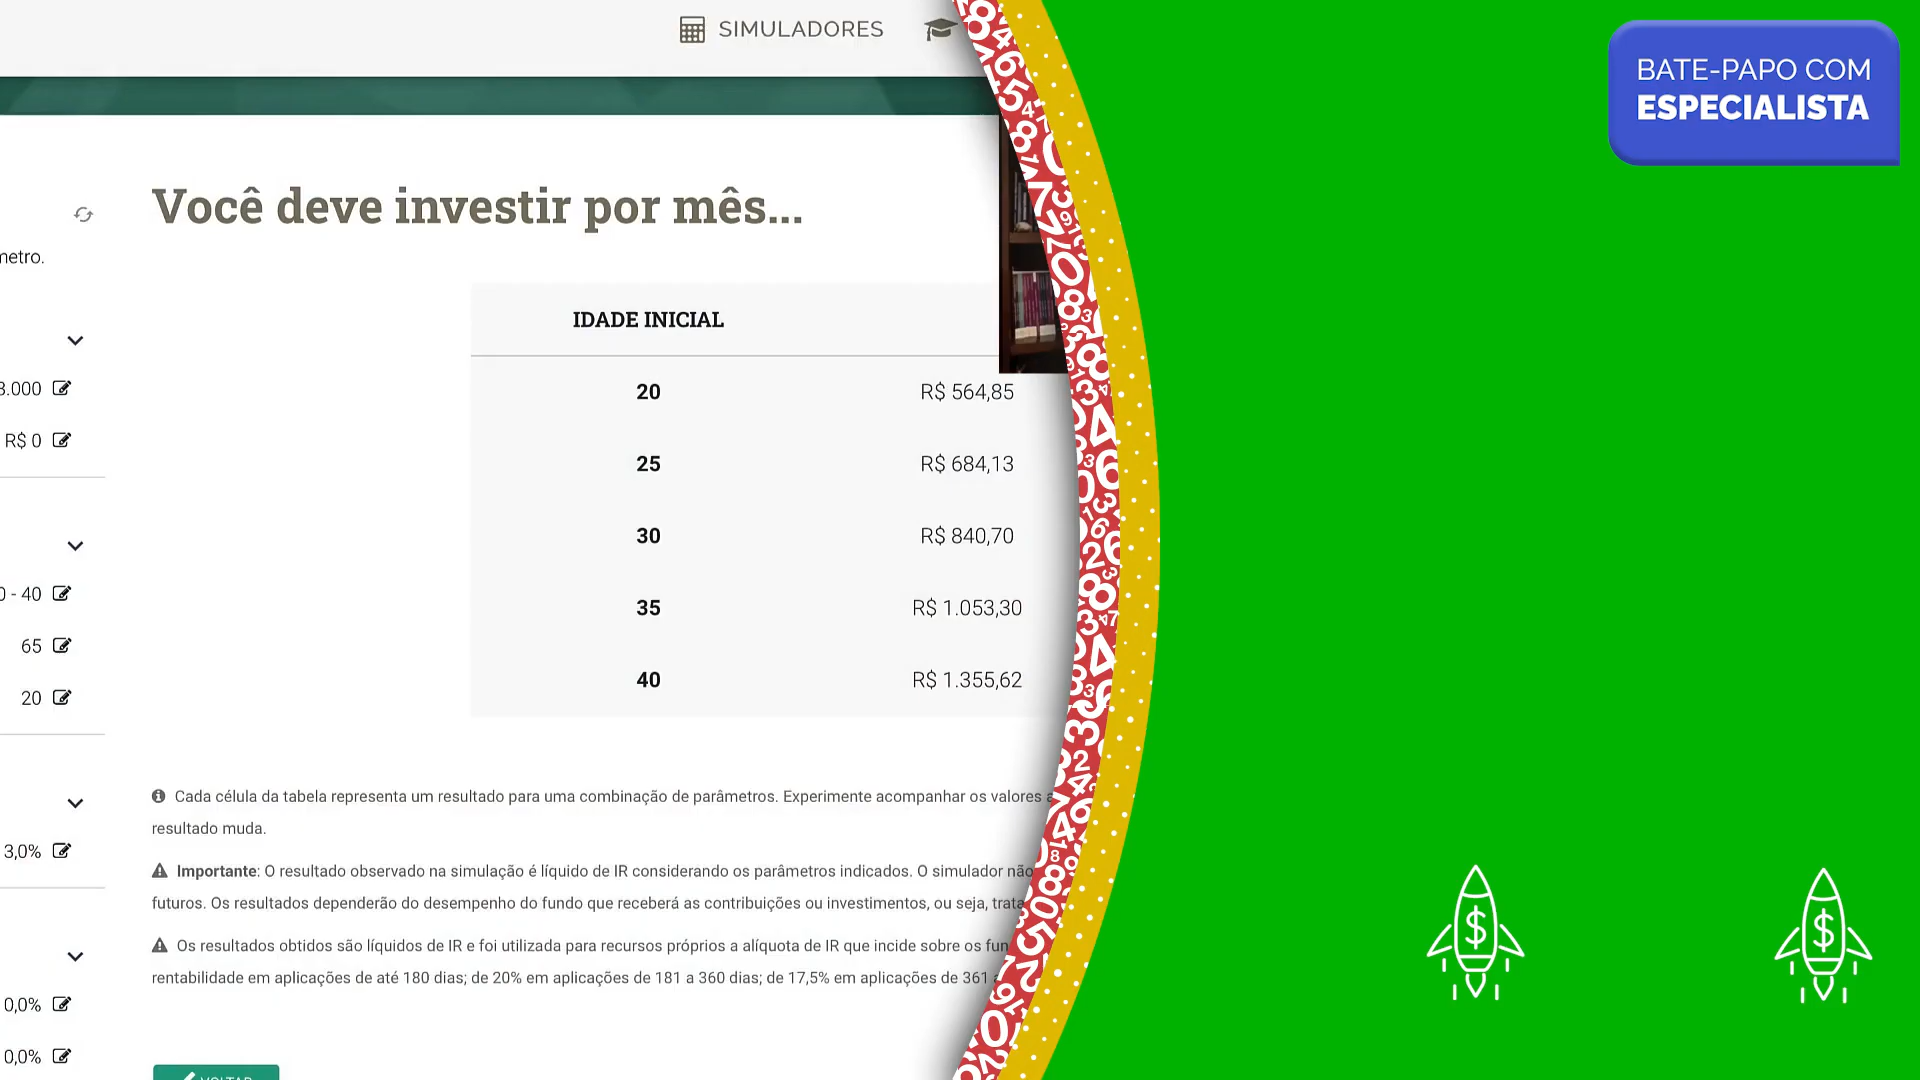 SIMULADORES
BATE-PAPO COM
ESPECIALISTA
Você deve investir por mês...
metro.
IDADE INICIAL
3.000
20 R$ 564,85
R$ 0
25 R$ 684,13
30 R$ 840,70
0 - 40
35 R$ 1.053,30
65
20
40 R$ 1.355,62
Cada célula da tabela representa um resultado para uma combinação de parâmetros. Experimente acompanhar os valores
resultado muda.
3,0%
Importante: O resultado observado na simulação é líquido de IR considerando os parâmetros indicados. O simulador não
futuros. Os resultados dependerão do desempenho do fundo que receberá as contribuições ou investimentos, ou seja,
Os resultados obtidos são líquidos de IR e foi utilizada para recursos próprios a alíquota de IR que incide sobre os
rentabilidade em aplicações de até 180 dias; de 20% em aplicações de 181 a 360 dias; de 17,5% em aplicações de 361
0,0%
0,0%
VOLTAR